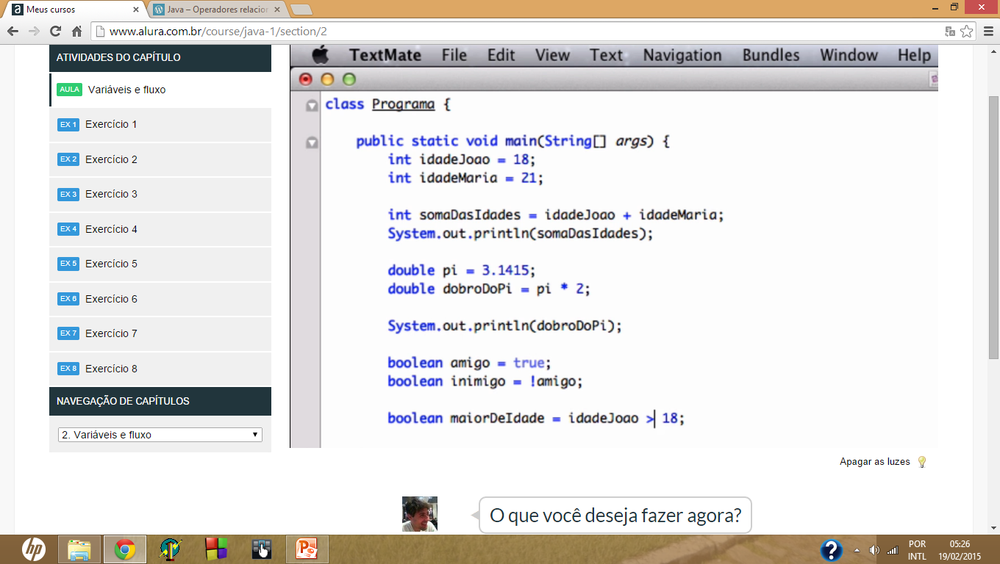 Meus cursos
Java – Operadores relacior
www.alura.com.br/course/java-1/section/2
ATIVIDADES DO CAPÍTULO
AULA Variáveis e fluxo
EX 1 Exercício 1
EX 2 Exercício 2
EX 3 Exercício 3
EX 4 Exercício 4
EX 5 Exercício 5
EX 6 Exercício 6
EX 7 Exercício 7
EX 8 Exercício 8
NAVEGAÇÃO DE CAPÍTULOS
2. Variáveis e fluxo
TextMate File Edit View Text Navigation Bundles Window Help
class Programa {
public static void main(String[] args) {
int idadeJoao = 18;
int idadeMaria = 21;
int somaDasIdades = idadeJoao + idadeMaria;
System.out.println(somaDasIdades);
double pi = 3.1415;
double dobroDoPi = pi * 2;
System.out.println(dobroDoPi);
boolean amigo = true;
boolean inimigo = !amigo;
boolean maiorDeIdade = idadeJoao > 18;
Apagar as luzes
O que você deseja fazer agora?
hp
?
POR
INTL
05:26
19/02/2015